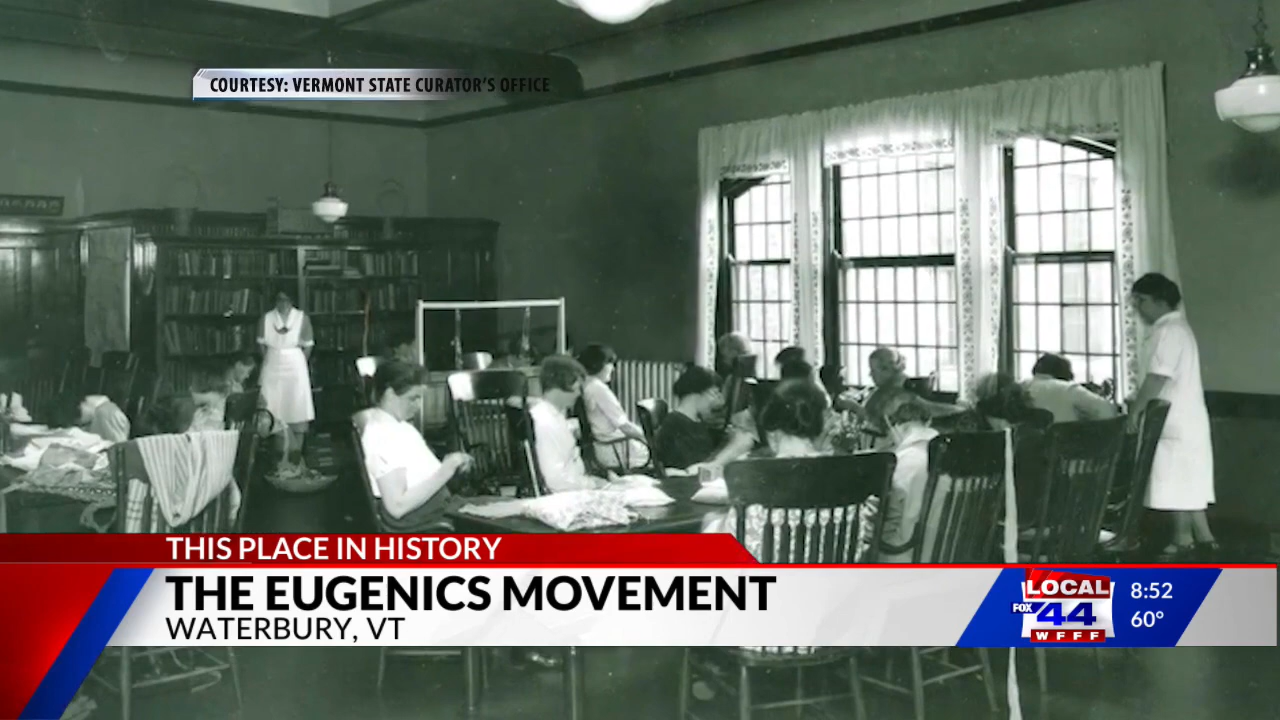 COURTESY: VERMONT STATE CURATOR'S OFFICE
THIS PLACE IN HISTORY
THE EUGENICS MOVEMENT
WATERBURY, VT
LOCAL
FOX 44
WFFF
8:52
60°